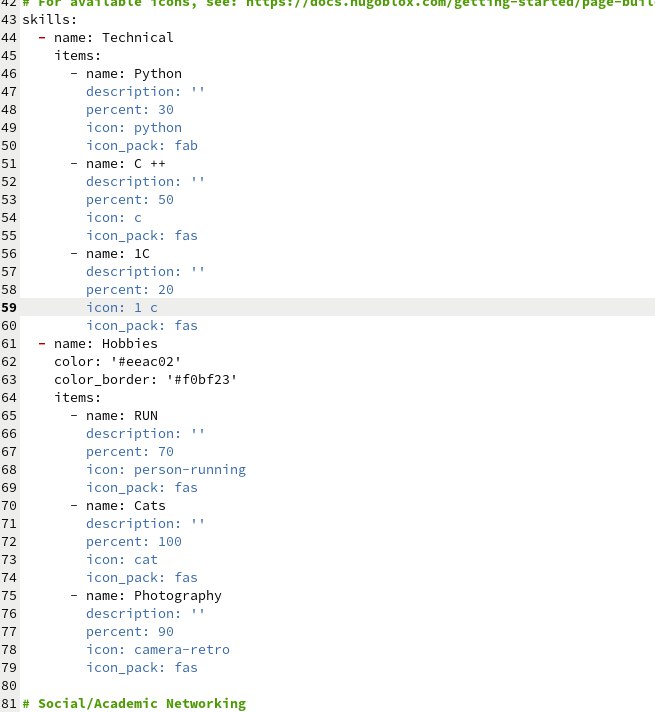 42 # For available icons, see: https://docs.hugoblox.com/getting-started/page-buil
43 skills:
44   - name: Technical
45     items:
46       - name: Python
47         description: ''
48         percent: 30
49         icon: python
50         icon_pack: fab
51       - name: C ++
52         description: ''
53         percent: 50
54         icon: c
55         icon_pack: fas
56       - name: 1C
57         description: ''
58         percent: 20
59         icon: 1 c
60         icon_pack: fas
61   - name: Hobbies
62     color: '#eeac02'
63     color_border: '#f0bf23'
64     items:
65       - name: RUN
66         description: ''
67         percent: 70
68         icon: person-running
69         icon_pack: fas
70       - name: Cats
71         description: ''
72         percent: 100
73         icon: cat
74         icon_pack: fas
75       - name: Photography
76         description: ''
77         percent: 90
78         icon: camera-retro
79         icon_pack: fas
80
81 # Social/Academic Networking